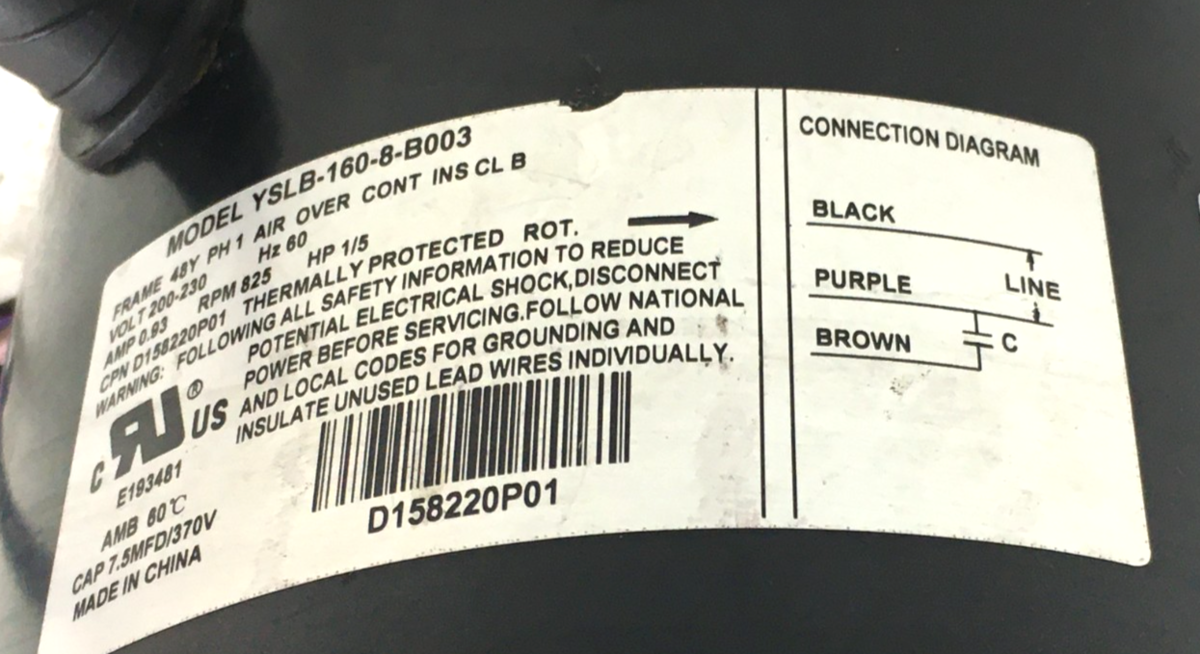 MODEL YSLB-160-8-B003
FRAME 48Y PH 1 AIR OVER CONT INS CL B
VOLT 200-230 Hz 60
AMP 0.93 RPM 825 HP 1/5
CPN D158220P01 THERMALLY PROTECTED ROT.
WARNING: FOLLOWING ALL SAFETY INFORMATION TO REDUCE
POTENTIAL ELECTRICAL SHOCK,DISCONNECT
POWER BEFORE SERVICING.FOLLOW NATIONAL
AND LOCAL CODES FOR GROUNDING AND
INSULATE UNUSED LEAD WIRES INDIVIDUALLY.
C RU US ®
E193481
AMB 60℃
CAP 7.5MFD/370V
MADE IN CHINA
D158220P01
CONNECTION DIAGRAM
BLACK
PURPLE LINE
BROWN C